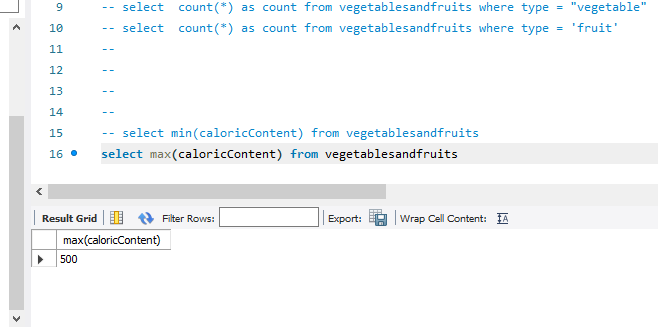 9 -- select  count(*) as count from vegetablesandfruits where type = "vegetable"
10 -- select  count(*) as count from vegetablesandfruits where type = 'fruit'
11 --
12 --
13 --
14 --
15 -- select min(caloricContent) from vegetablesandfruits
16 select max(caloricContent) from vegetablesandfruits
Result Grid Filter Rows: Export: Wrap Cell Content:
max(caloricContent)
500